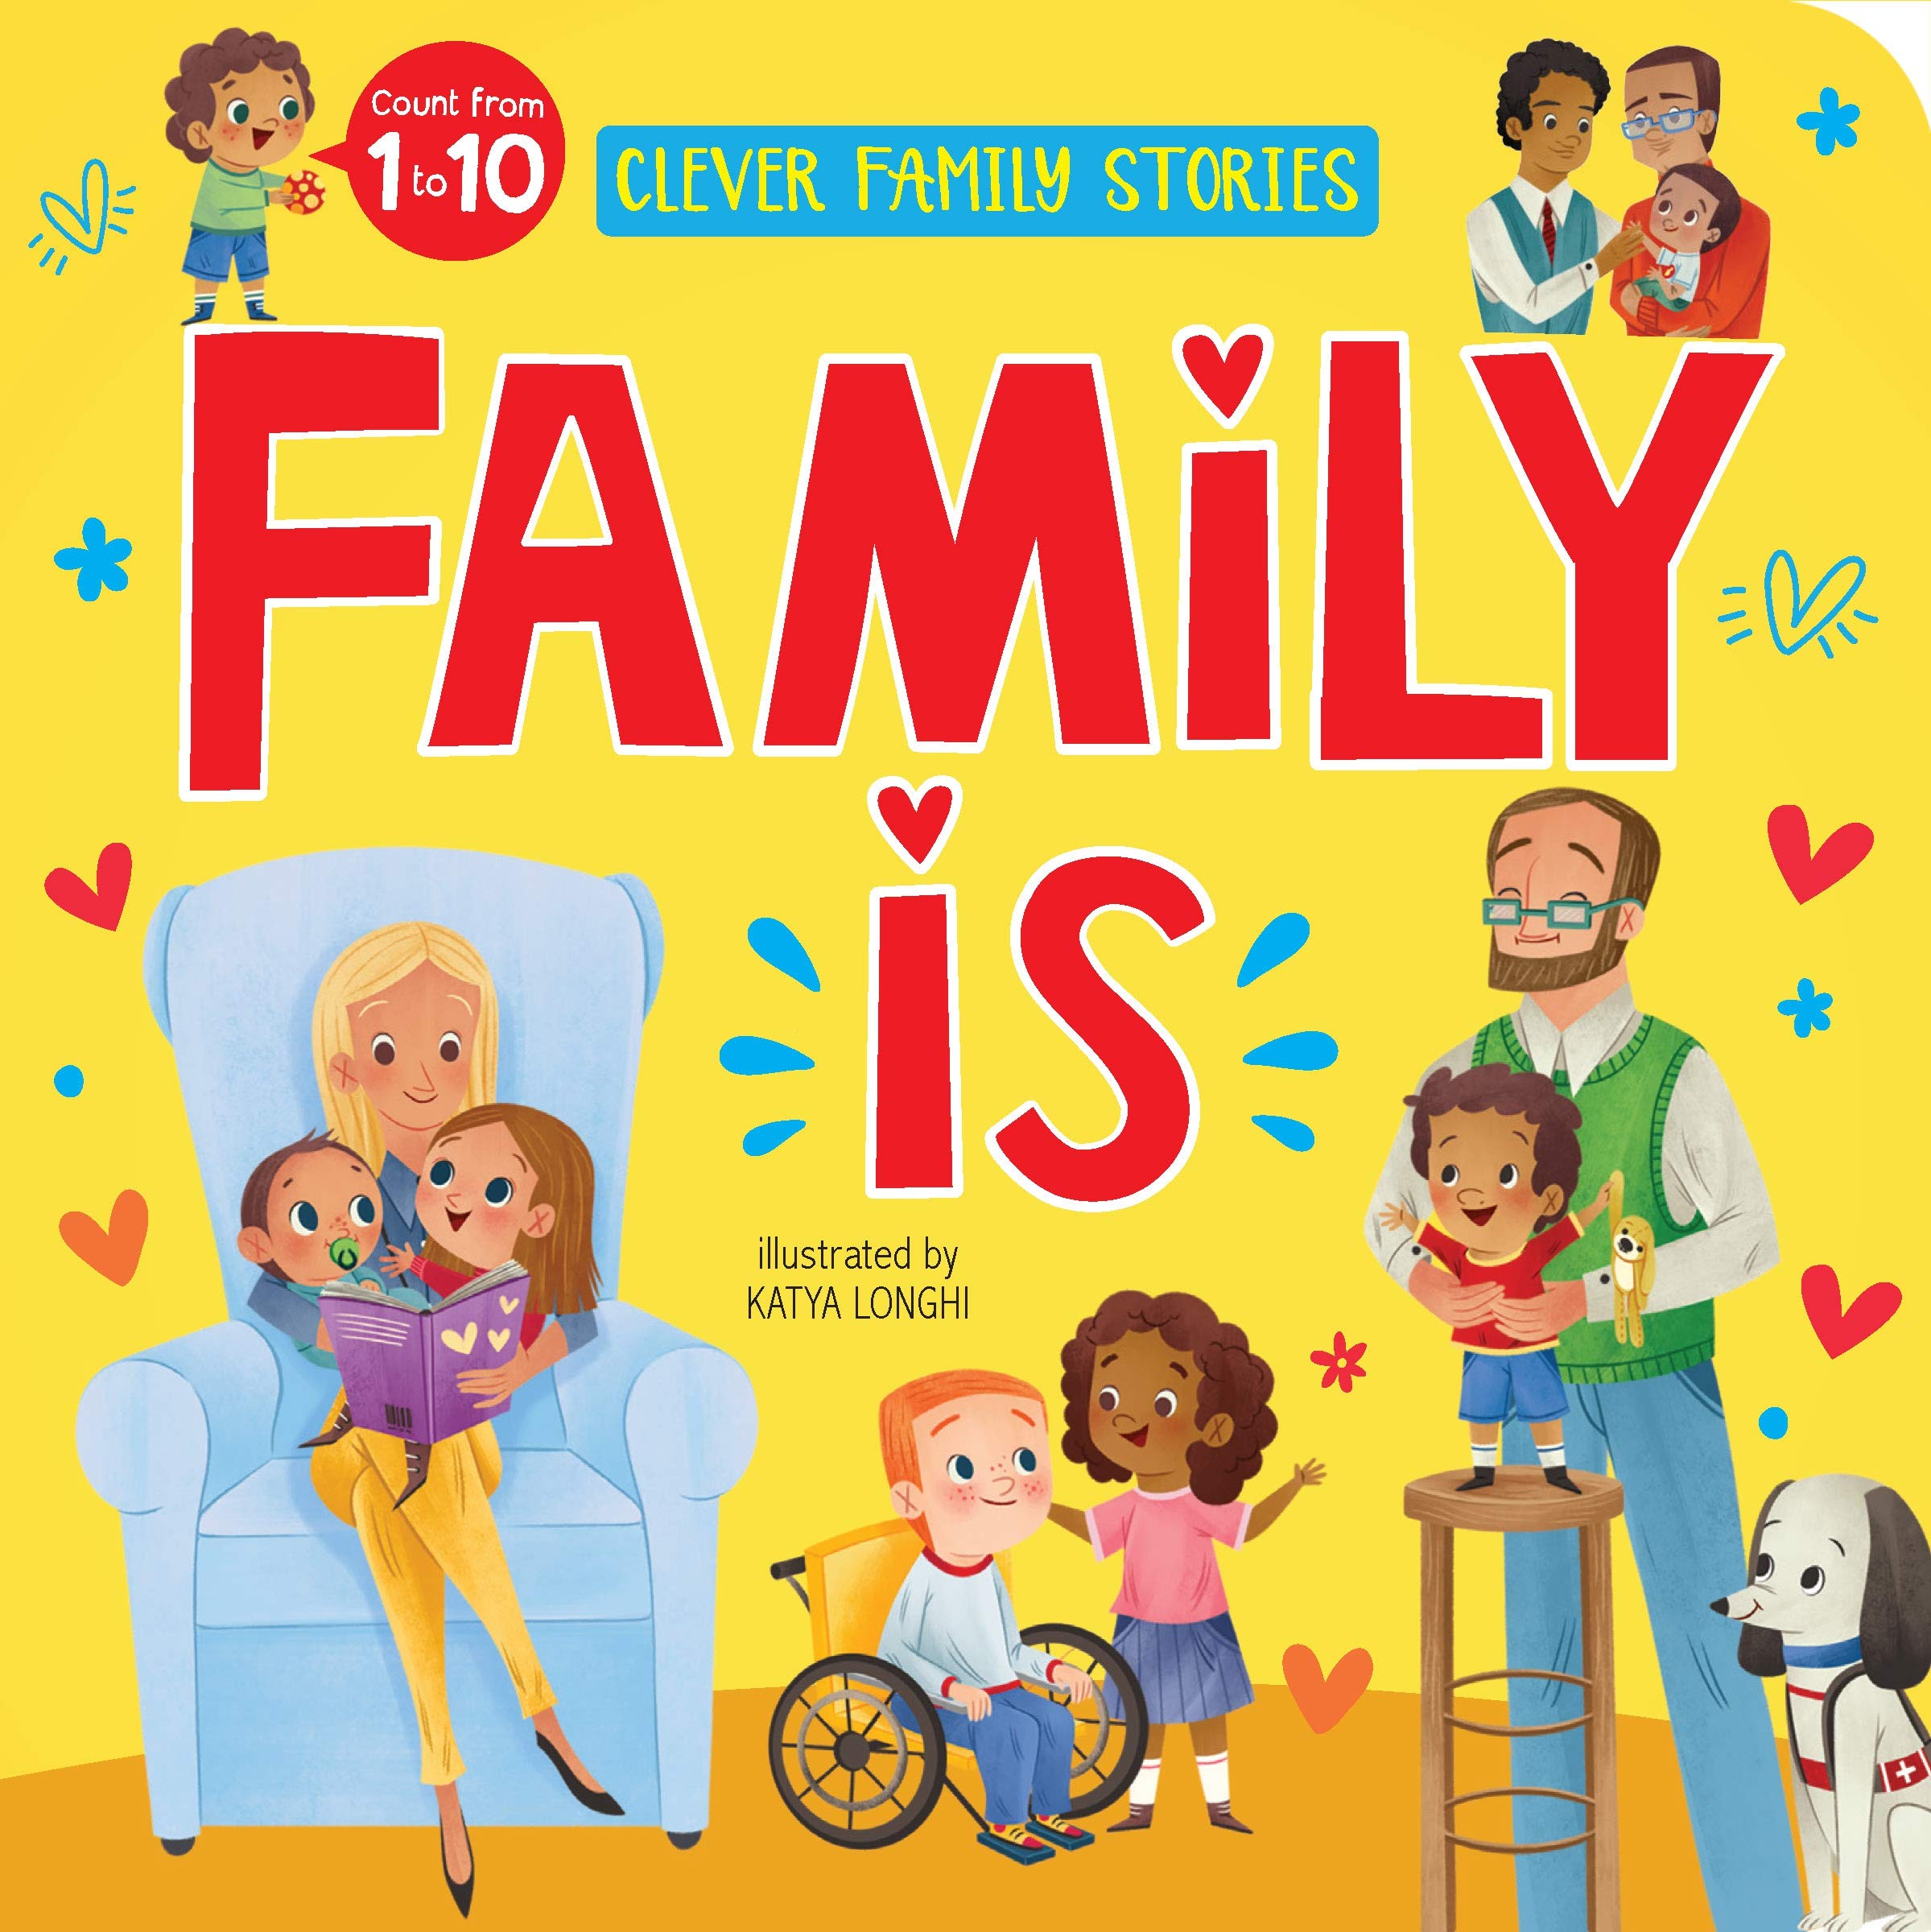 Count from
1 to 10
CLEVER FAMILY STORIES
FAMiLY
iS
illustrated by
KATYA LONGHI